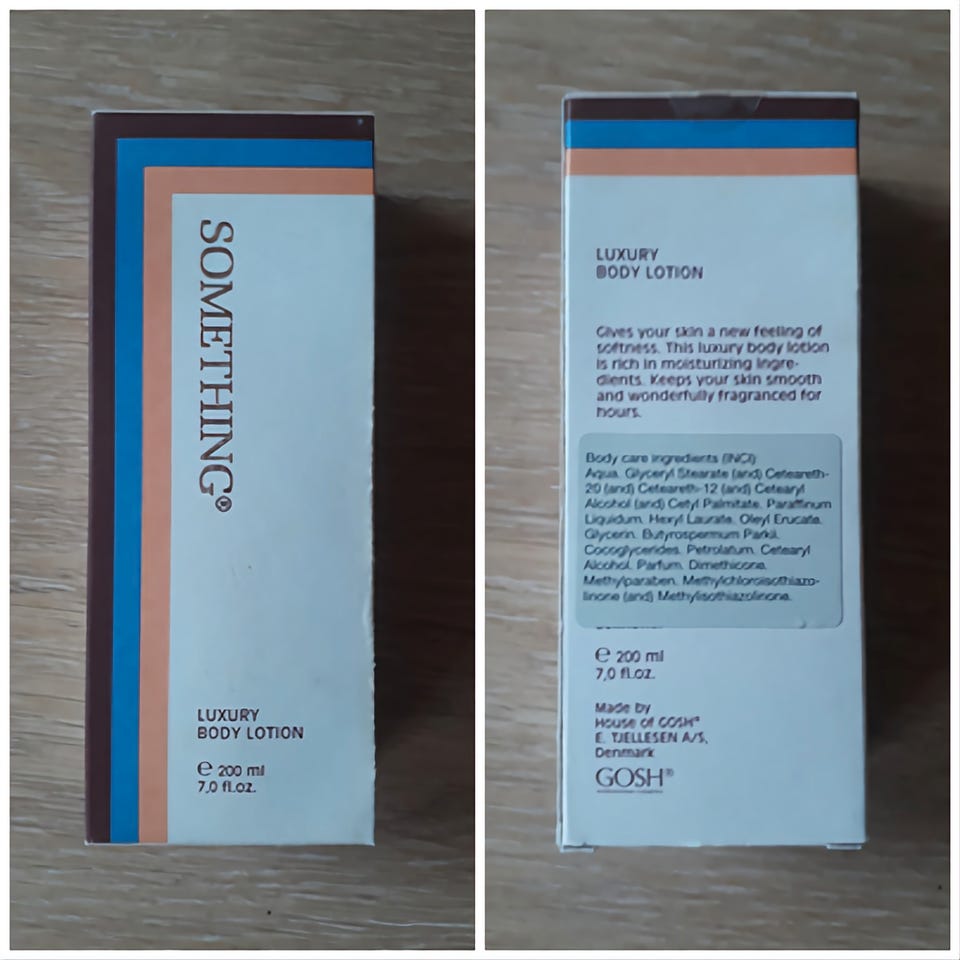 SOMETHING®
LUXURY
BODY LOTION
e 200 ml
7,0 fl.oz.
LUXURY
BODY LOTION
Gives your skin a new feeling of
softness. This luxury body lotion
is rich in moisturizing ingre-
dients. Keeps your skin smooth
and wonderfully fragranced for
hours.
Body care ingredients (INCI):
Aqua, Glyceryl Stearate (and) Ceteareth-
20 (and) Ceteareth-12 (and) Cetearyl
Alcohol (and) Cetyl Palmitate, Paraffinum
Liquidum, Hexyl Laurate, Oleyl Erucate,
Glycerin, Butyrospermum Parkii,
Cocoglycerides, Petrolatum, Cetearyl
Alcohol, Parfum, Dimethicone,
Methylparaben, Methylchloroisothiazo-
linone (and) Methylisothiazolinone.
e 200 ml
7,0 fl.oz.
Made by
House of GOSH®
E. TJELLESEN A/S,
Denmark
GOSH®